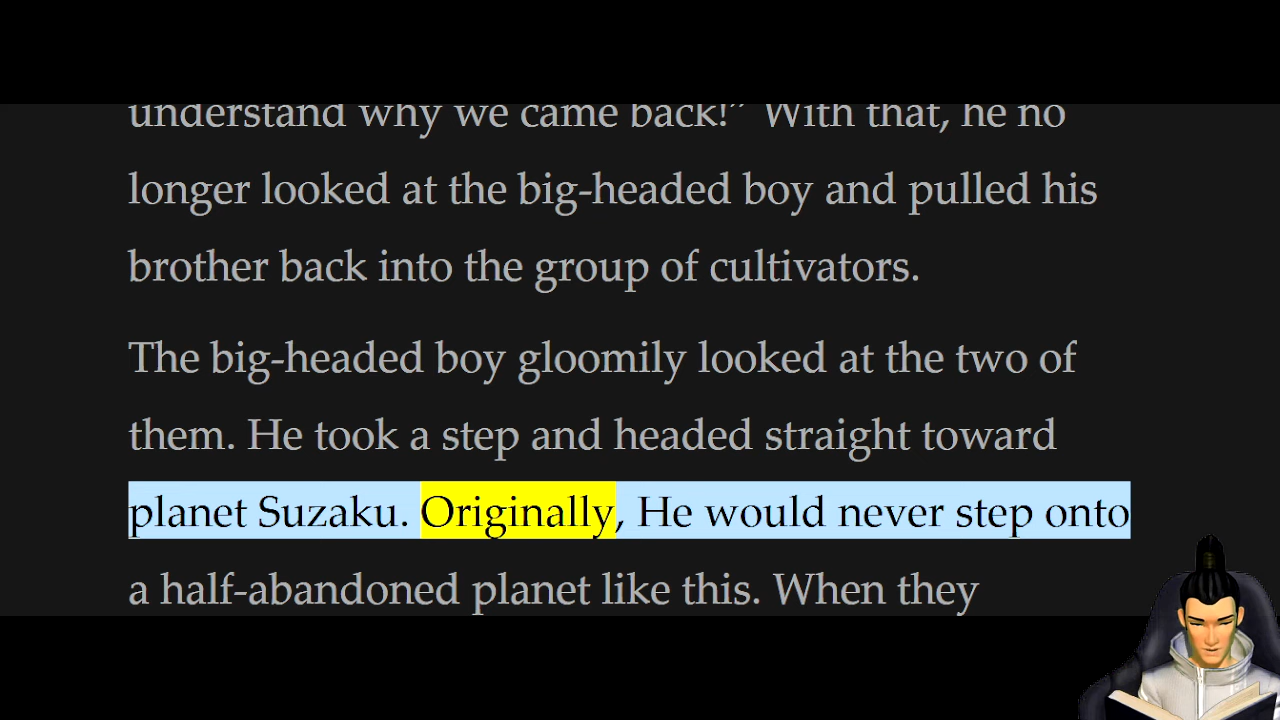 understand why we came back!” With that, he no
longer looked at the big-headed boy and pulled his
brother back into the group of cultivators.
The big-headed boy gloomily looked at the two of
them. He took a step and headed straight toward
planet Suzaku. Originally, He would never step onto
a half-abandoned planet like this. When they